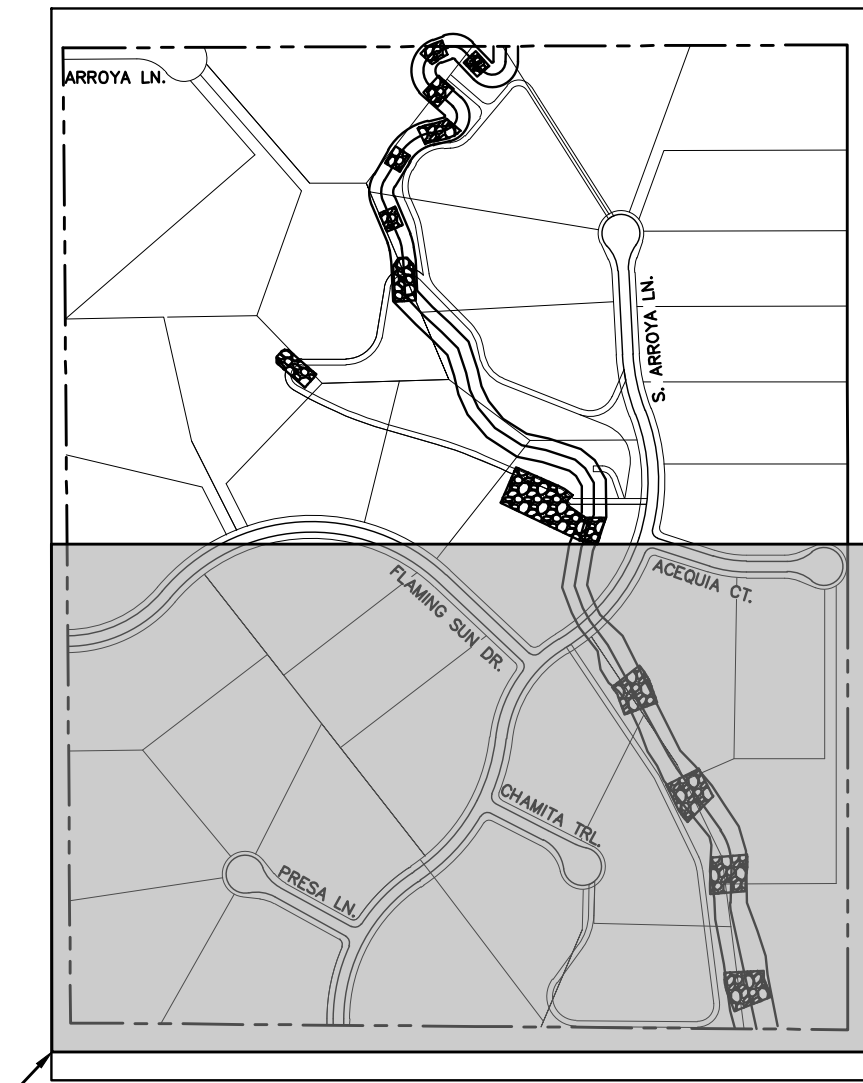 ARROYA LN.
S. ARROYA LN.
FLAMING SUN DR.
ACEQUIA CT.
CHAMITA TRL.
PRESA LN.